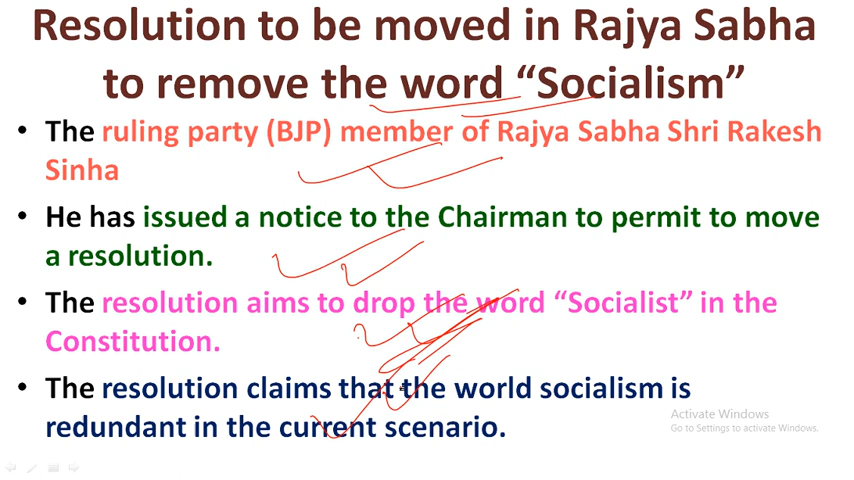 Resolution to be moved in Rajya Sabha
to remove the word “Socialism”
• The ruling party (BJP) member of Rajya Sabha Shri Rakesh
Sinha
• He has issued a notice to the Chairman to permit to move
a resolution.
• The resolution aims to drop the word “Socialist” in the
Constitution.
• The resolution claims that the world socialism is
redundant in the current scenario.
Activate Windows
Go to Settings to activate Windows.